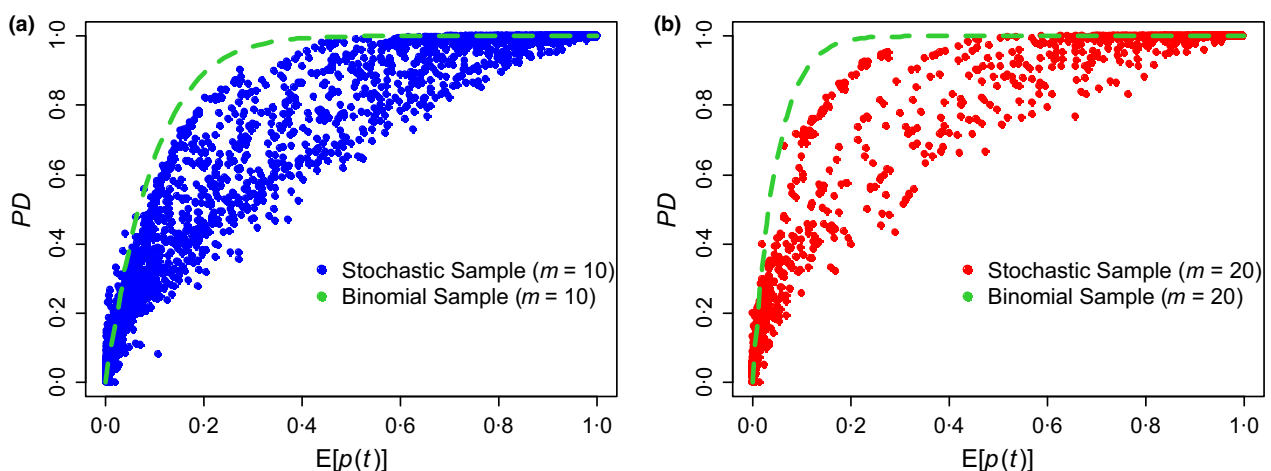 (a)
PD
1·0
0·8
0·6
0·4
0·2
0·0
Stochastic Sample (m = 10)
Binomial Sample (m = 10)
0·0 0·2 0·4 0·6 0·8 1·0
E[p(t)]
(b)
PD
1·0
0·8
0·6
0·4
0·2
0·0
Stochastic Sample (m = 20)
Binomial Sample (m = 20)
0·0 0·2 0·4 0·6 0·8 1·0
E[p(t)]